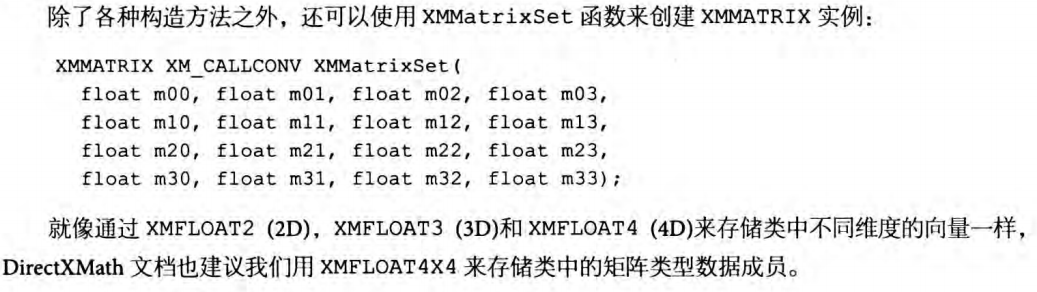 除了各种构造方法之外，还可以使用 XMMatrixSet 函数来创建 XMMATRIX 实例：
XMMATRIX XM_CALLCONV XMMatrixSet(
float m00, float m01, float m02, float m03,
float m10, float m11, float m12, float m13,
float m20, float m21, float m22, float m23,
float m30, float m31, float m32, float m33);
就像通过 XMFLOAT2 (2D)，XMFLOAT3 (3D)和 XMFLOAT4 (4D)来存储类中不同维度的向量一样，
DirectXMath 文档也建议我们用 XMFLOAT4X4 来存储类中的矩阵类型数据成员。